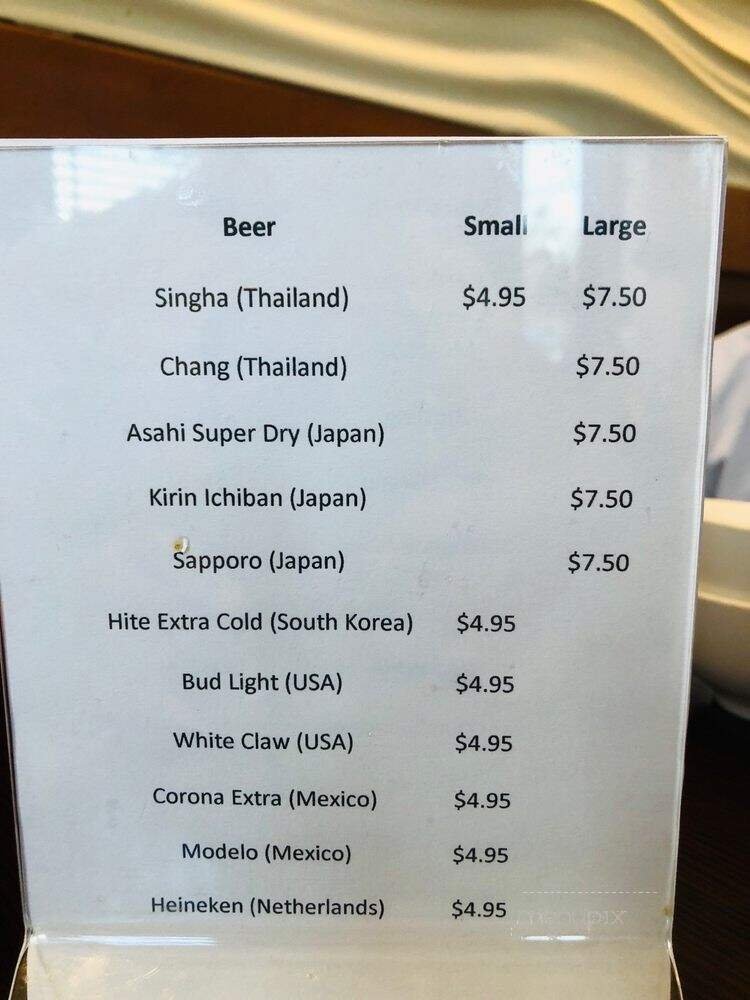 Beer Small Large
Singha (Thailand) $4.95 $7.50
Chang (Thailand) $7.50
Asahi Super Dry (Japan) $7.50
Kirin Ichiban (Japan) $7.50
Sapporo (Japan) $7.50
Hite Extra Cold (South Korea) $4.95
Bud Light (USA) $4.95
White Claw (USA) $4.95
Corona Extra (Mexico) $4.95
Modelo (Mexico) $4.95
Heineken (Netherlands) $4.95